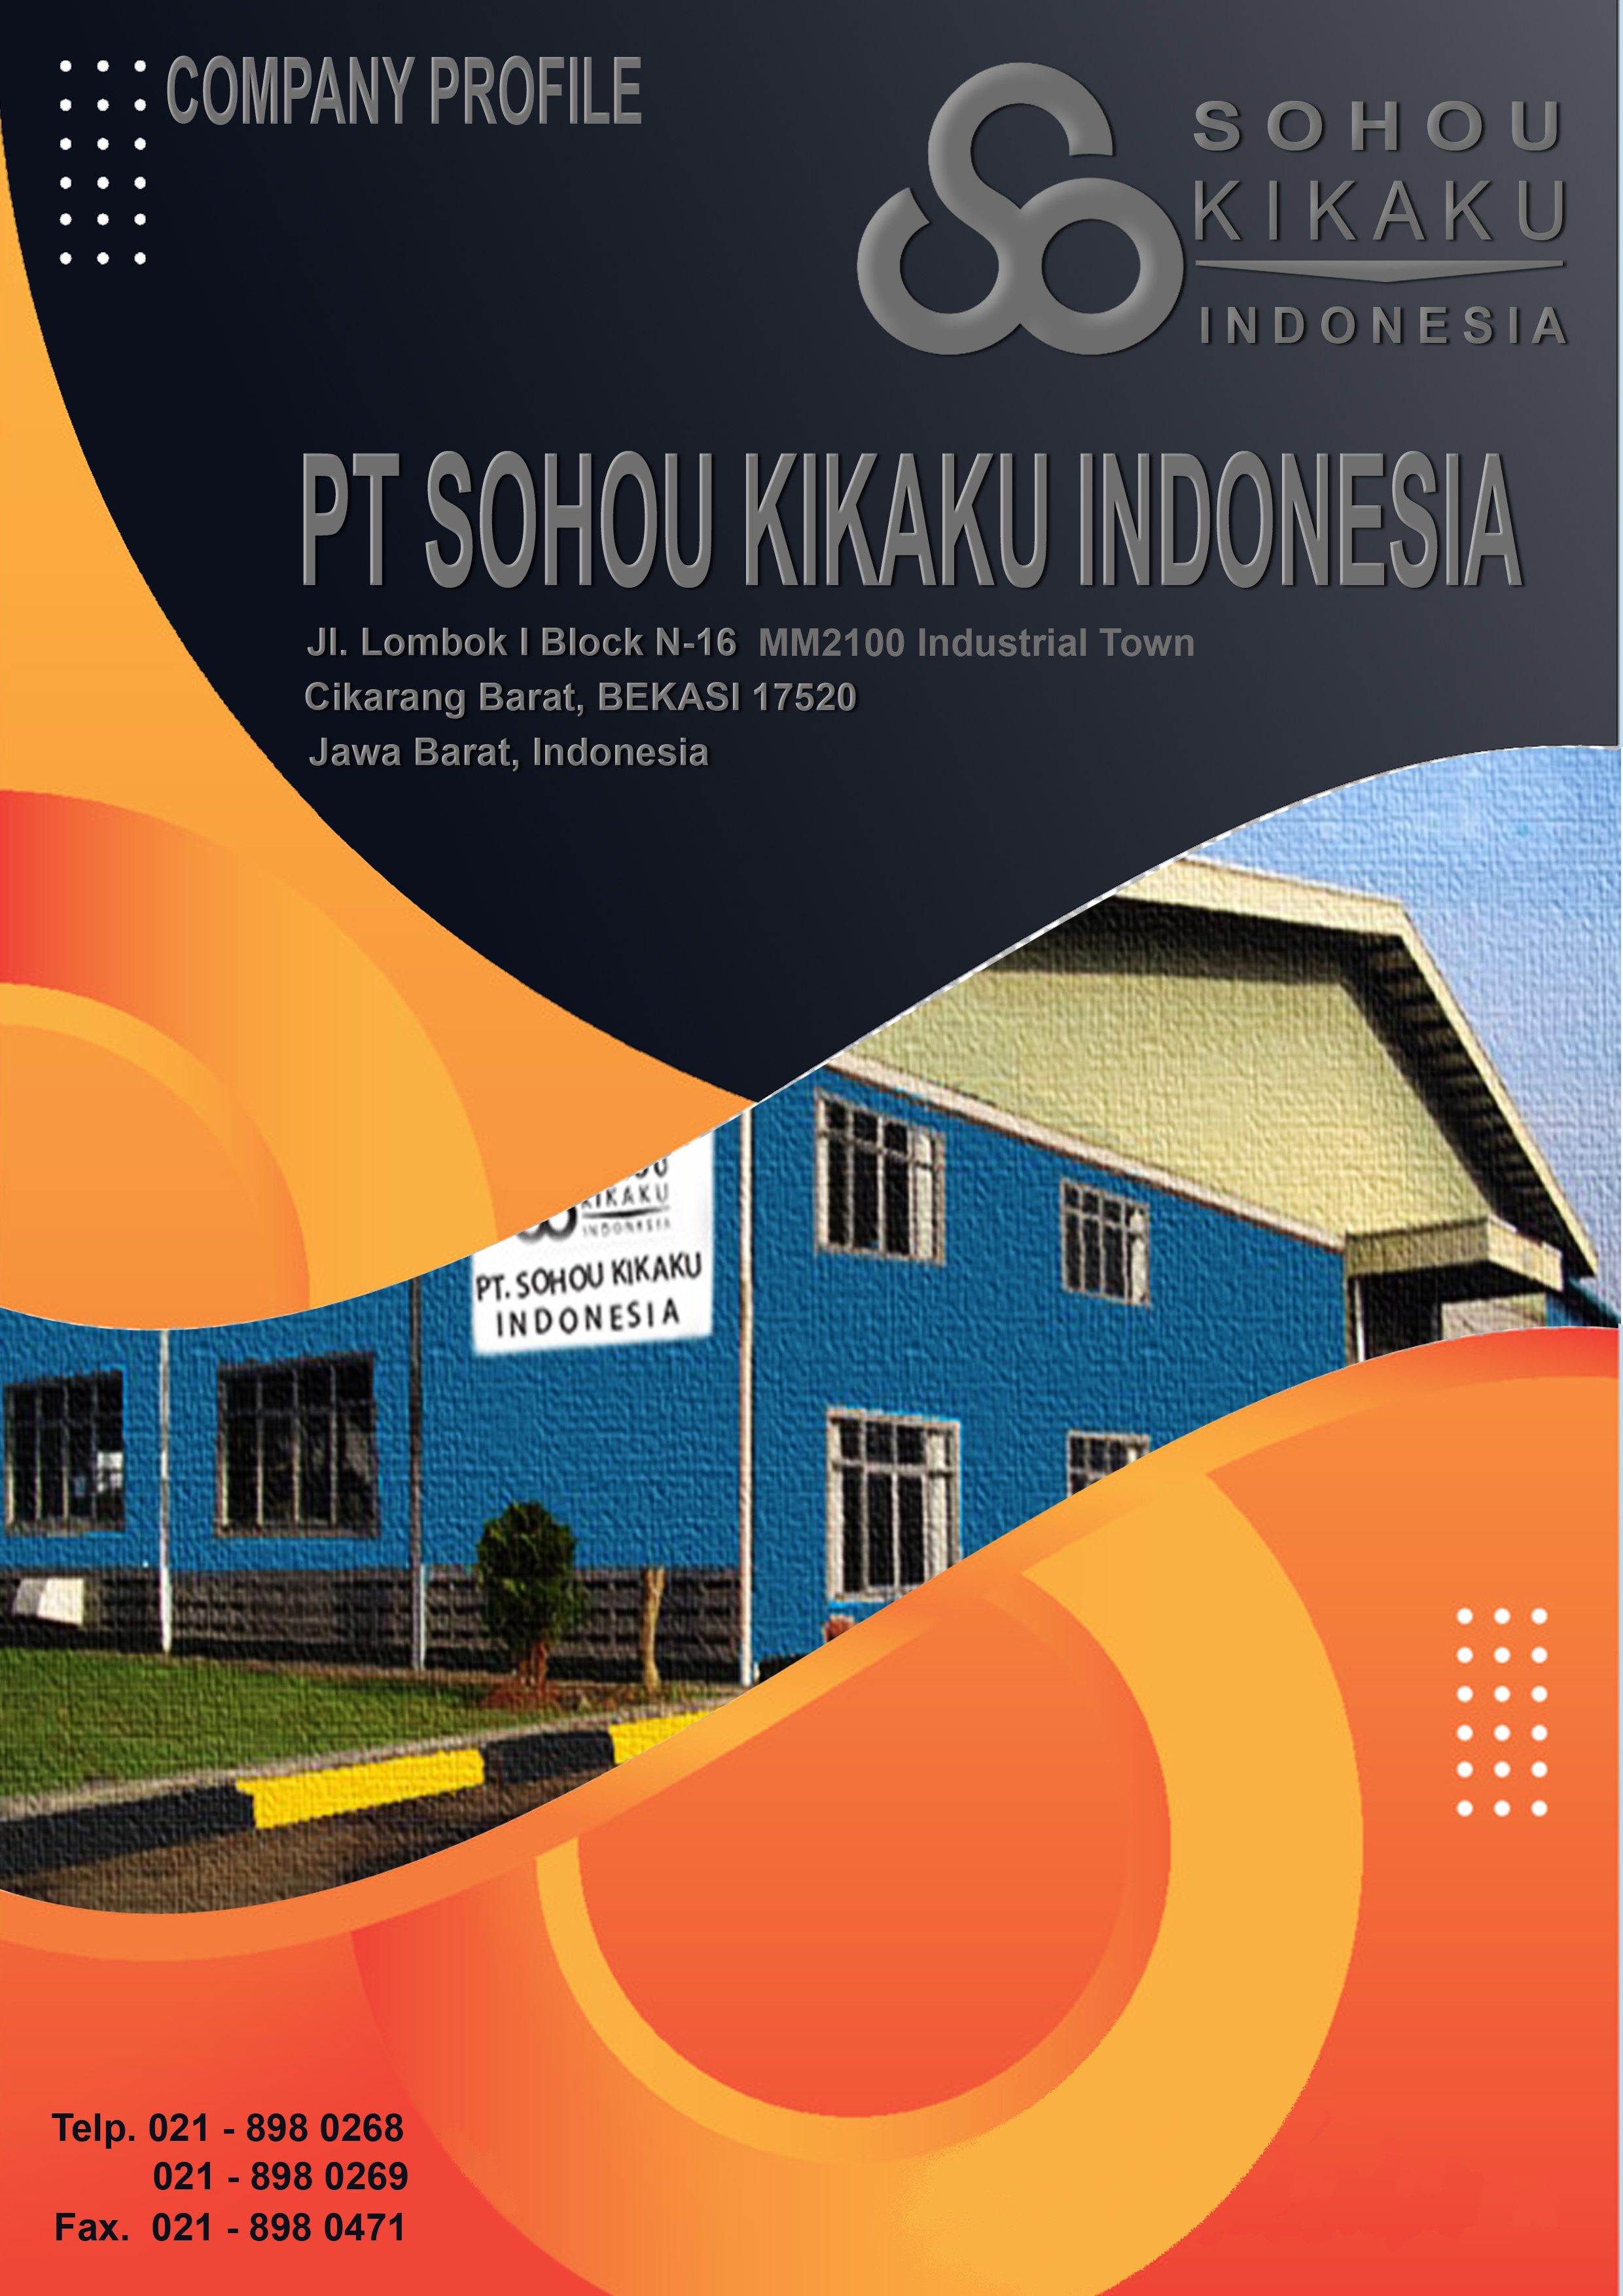 COMPANY PROFILE
SOHOU
KIKAKU
INDONESIA
PT SOHOU KIKAKU INDONESIA
Jl. Lombok I Block N-16 MM2100 Industrial Town
Cikarang Barat, BEKASI 17520
Jawa Barat, Indonesia
KIKAKU
INDONESIA
PT. SOHOU KIKAKU
INDONESIA
Telp. 021 - 898 0268
021 - 898 0269
Fax. 021 - 898 0471